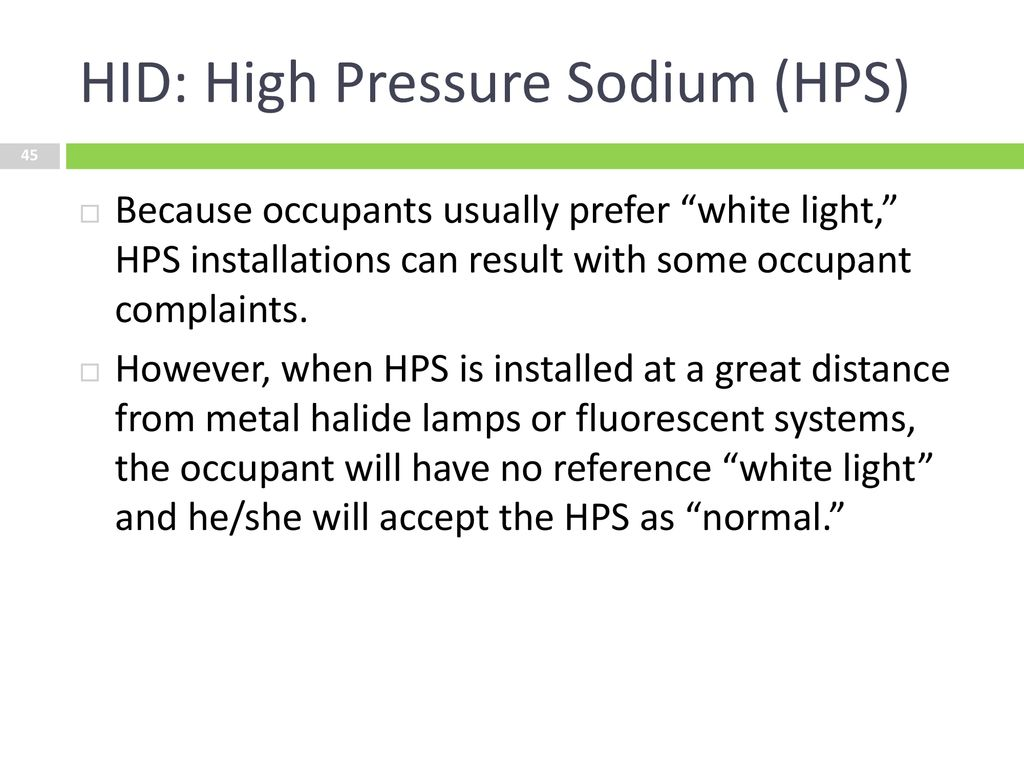 HID: High Pressure Sodium (HPS)
45
Because occupants usually prefer “white light,”
HPS installations can result with some occupant
complaints.
However, when HPS is installed at a great distance
from metal halide lamps or fluorescent systems,
the occupant will have no reference “white light”
and he/she will accept the HPS as “normal.”